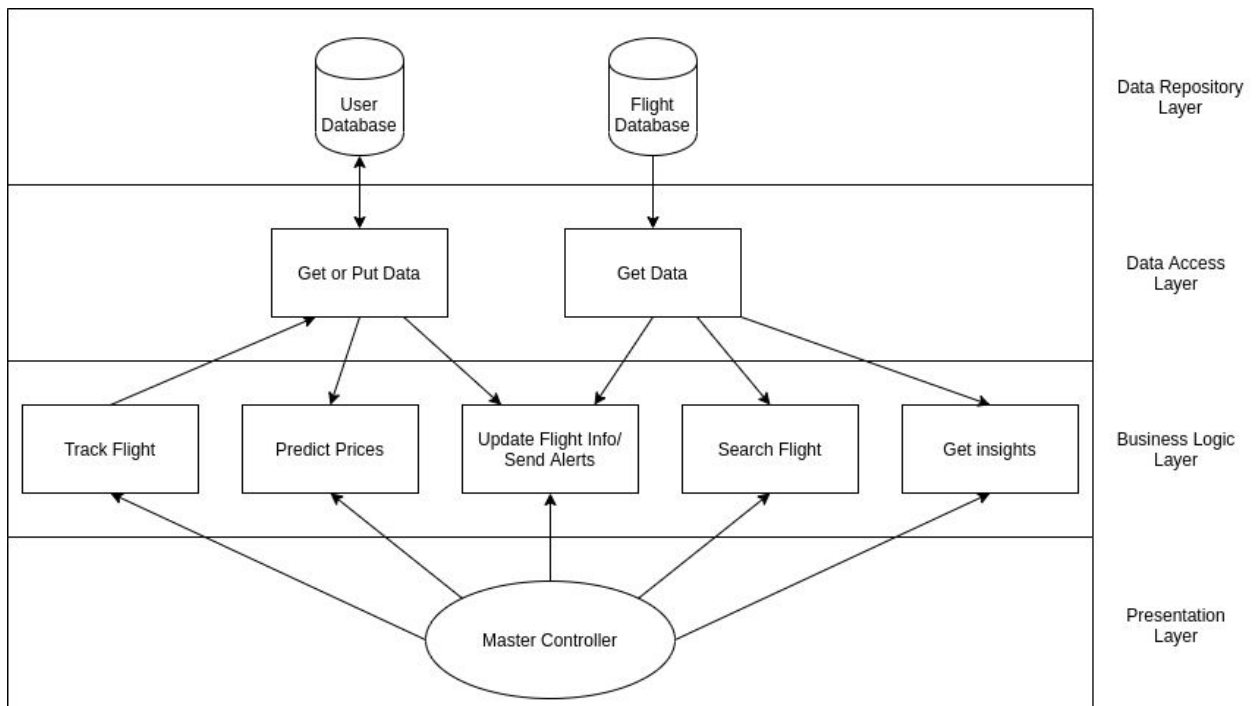 User
Database
Flight
Database
Data Repository
Layer
Get or Put Data
Get Data
Data Access
Layer
Track Flight
Predict Prices
Update Flight Info/
Send Alerts
Search Flight
Get insights
Business Logic
Layer
Master Controller
Presentation
Layer